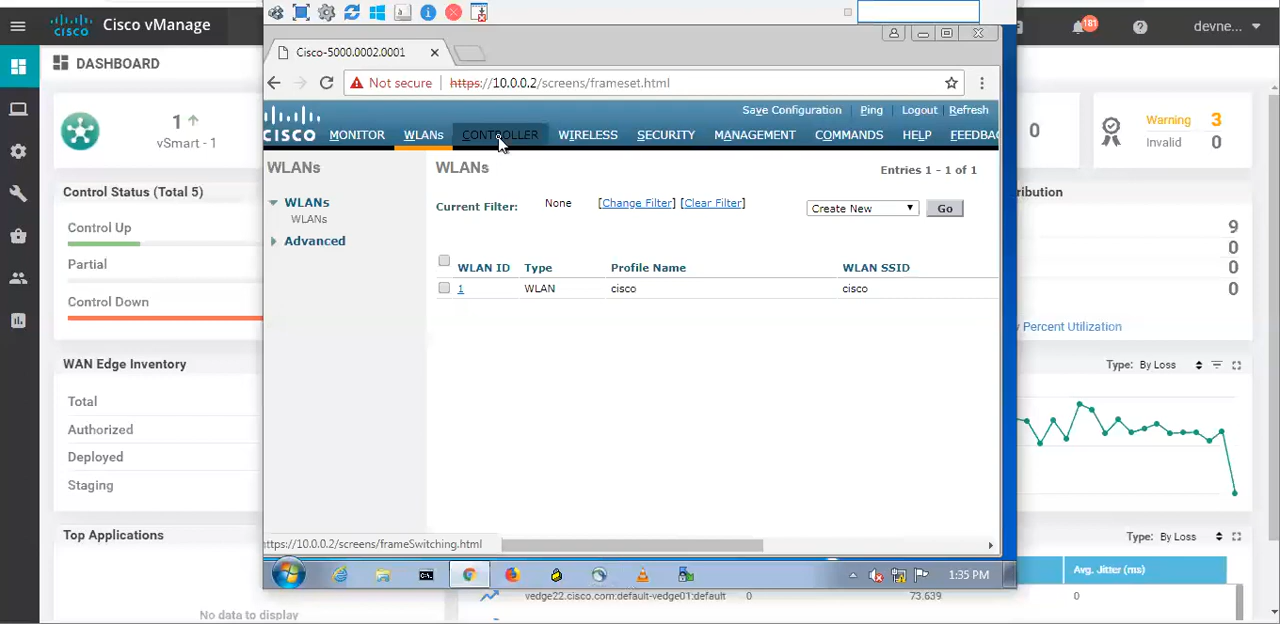 Cisco vManage
181
devne...
DASHBOARD
1
vSmart - 1
0
Warning 3
Invalid 0
Control Status (Total 5)
Control Up
Partial
Control Down
WAN Edge Inventory
Total
Authorized
Deployed
Staging
Top Applications
No data to display
Cisco-5000.0002.0001
Not secure https://10.0.0.2/screens/frameset.html
Save Configuration Ping Logout Refresh
CISCO MONITOR WLANs CONTROLLER WIRELESS SECURITY MANAGEMENT COMMANDS HELP FEEDBA
WLANs
WLANs
WLANs
Advanced
WLANs
Entries 1 - 1 of 1
Current Filter: None [Change Filter] [Clear Filter]
Create New Go
WLAN ID Type Profile Name WLAN SSID
1 WLAN cisco cisco
ttps://10.0.0.2/screens/frameSwitching.html
1:35 PM
tribution
9
0
0
0
y Percent Utilization
Type: By Loss
Type: By Loss
Avg. Jitter (ms)
vedge22.cisco.com:default-vedge01:default 0 73.639 0